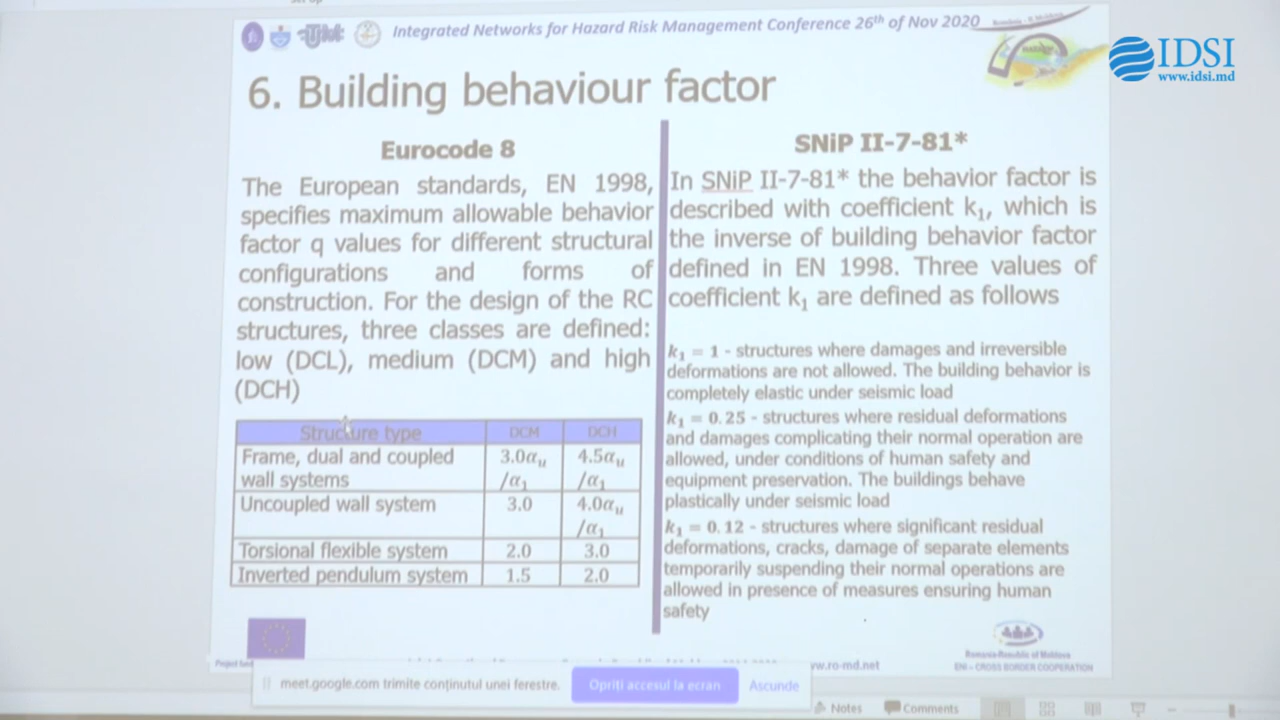 Integrated Networks for Hazard Risk Management Conference 26th of Nov 2020
IDSI
www.idsi.md
6. Building behaviour factor
Eurocode 8
The European standards, EN 1998,
specifies maximum allowable behavior
factor q values for different structural
configurations and forms of
construction. For the design of the RC
structures, three classes are defined:
low (DCL), medium (DCM) and high
(DCH)
Structure type DCM DCH
Frame, dual and coupled 3.0αu 4.5αu
wall systems /α1 /α1
Uncoupled wall system 3.0 4.0αu
/α1
Torsional flexible system 2.0 3.0
Inverted pendulum system 1.5 2.0
SNiP II-7-81*
In SNiP II-7-81* the behavior factor is
described with coefficient k1, which is
the inverse of building behavior factor
defined in EN 1998. Three values of
coefficient k1 are defined as follows
k1 = 1 - structures where damages and irreversible
deformations are not allowed. The building behavior is
completely elastic under seismic load
k1 = 0.25 - structures where residual deformations
and damages complicating their normal operation are
allowed, under conditions of human safety and
equipment preservation. The buildings behave
plastically under seismic load
k1 = 0.12 - structures where significant residual
deformations, cracks, damage of separate elements
temporarily suspending their normal operations are
allowed in presence of measures ensuring human
safety
Romania-Republic of Moldova
ENI – CROSS BORDER COOPERATION
ww.ro-md.net
meet.google.com trimite conținutul unei ferestre.
Opriți accesul la ecran
Ascunde
Notes
Comments